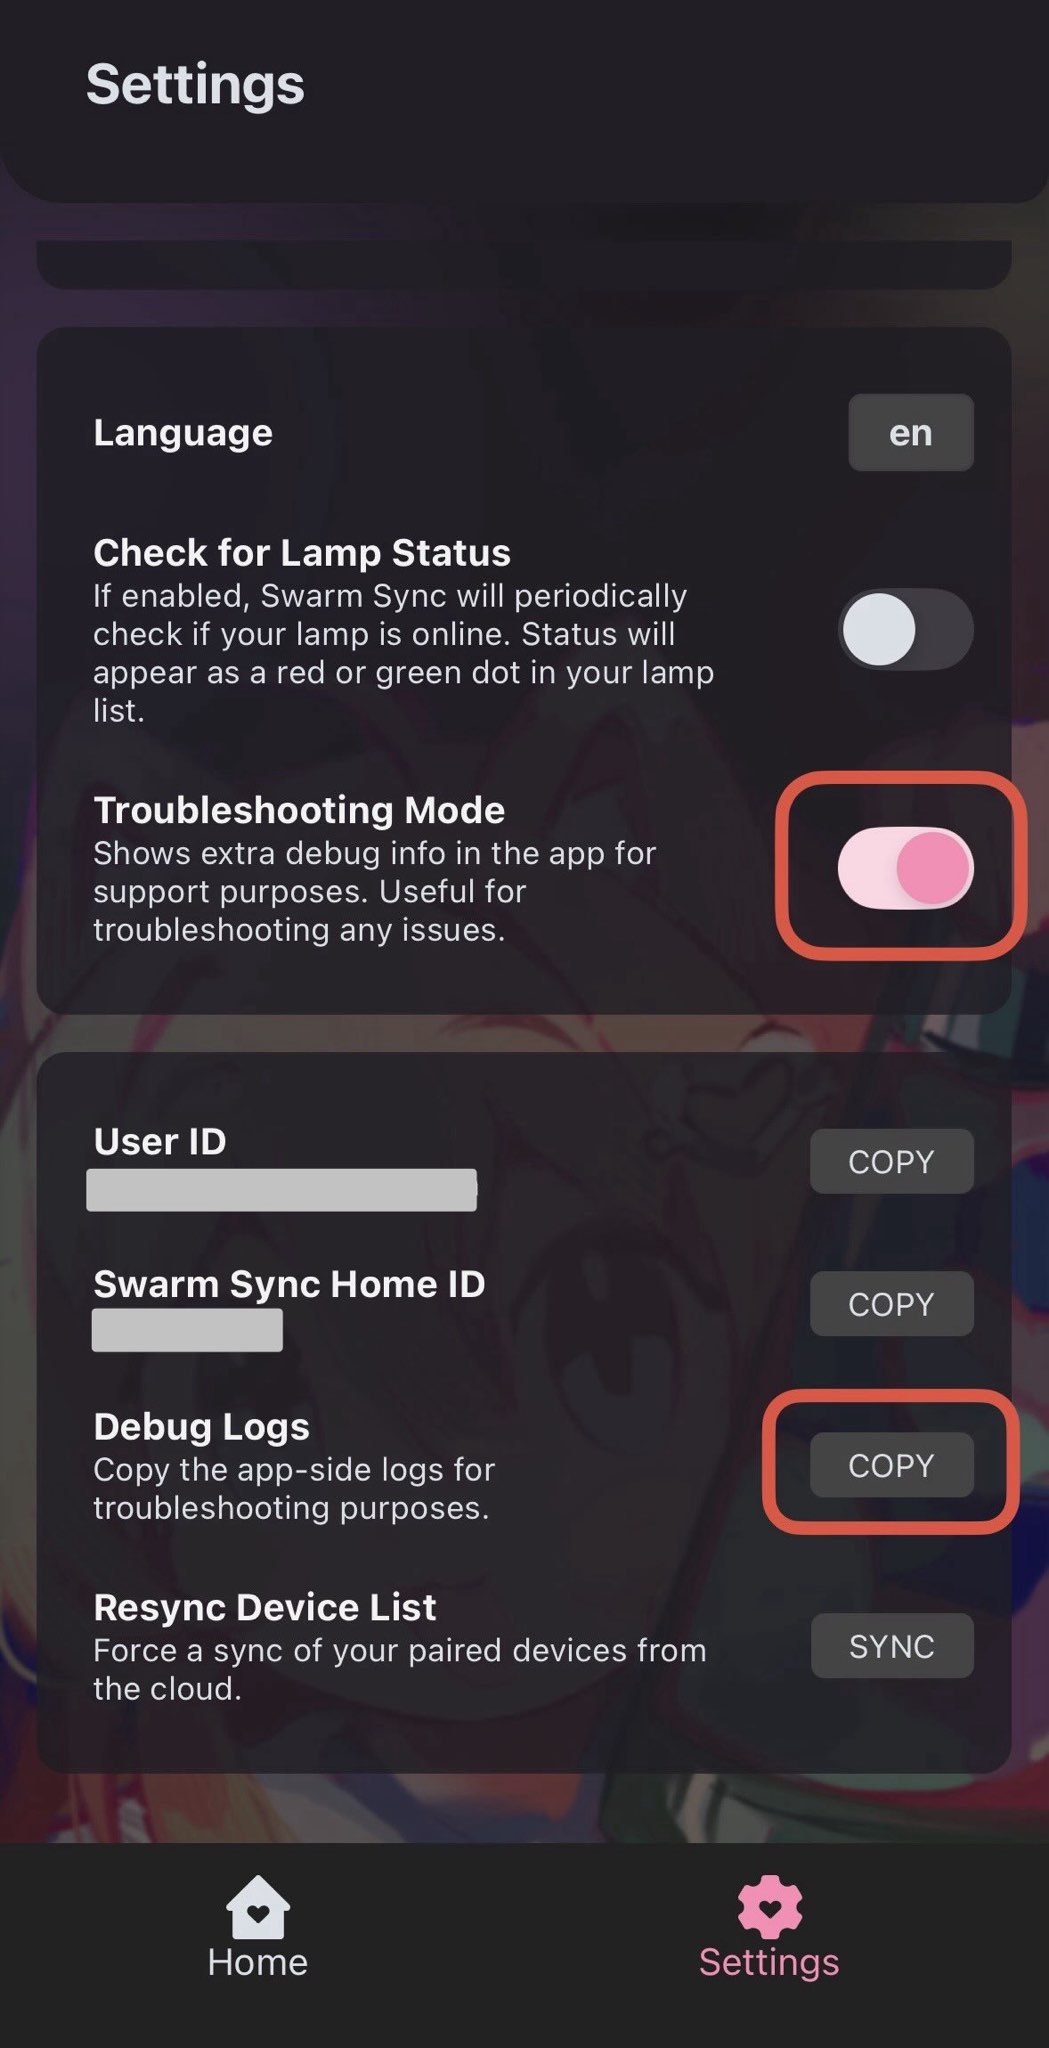 Settings
Language
en
Check for Lamp Status
If enabled, Swarm Sync will periodically
check if your lamp is online. Status will
appear as a red or green dot in your lamp
list.
Troubleshooting Mode
Shows extra debug info in the app for
support purposes. Useful for
troubleshooting any issues.
User ID
COPY
Swarm Sync Home ID
COPY
Debug Logs
Copy the app-side logs for
troubleshooting purposes.
COPY
Resync Device List
Force a sync of your paired devices from
the cloud.
SYNC
Home
Settings